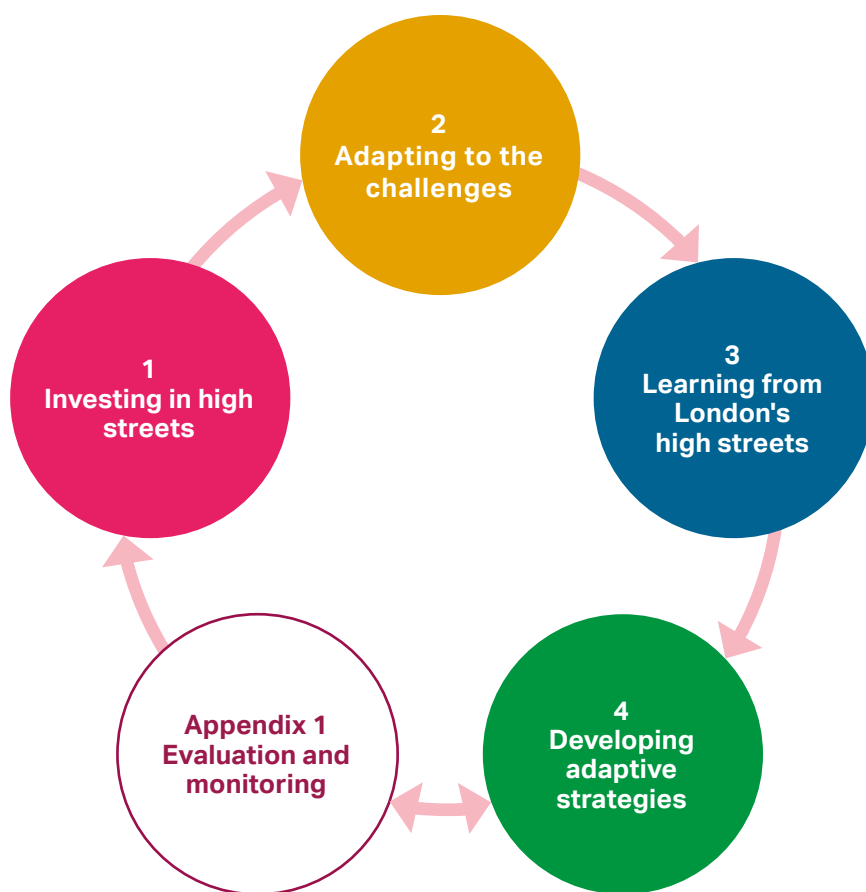 1
Investing in high
streets
2
Adapting to the
challenges
3
Learning from
London's
high streets
4
Developing
adaptive
strategies
Appendix 1
Evaluation and
monitoring